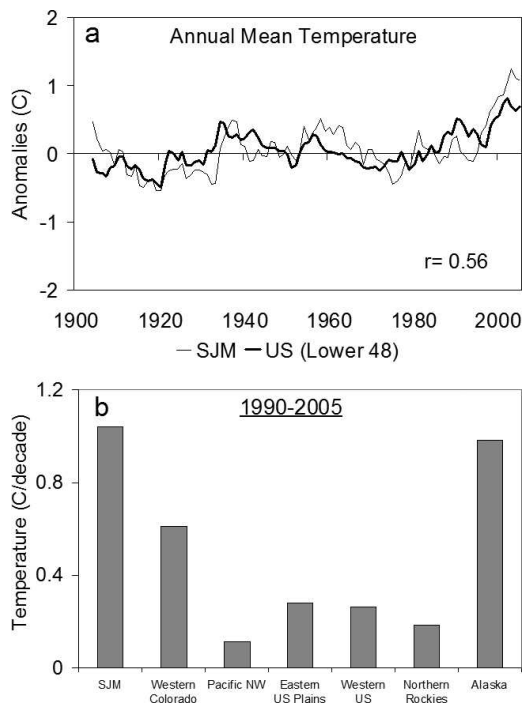 a Annual Mean Temperature
Anomalies (C)
2
1
0
-1
-2
r= 0.56
1900 1920 1940 1960 1980 2000
SJM US (Lower 48)
b 1990-2005
Temperature (C/decade)
1.2
0.8
0.4
0
SJM Western Colorado Pacific NW Eastern US Plains Western US Northern Rockies Alaska